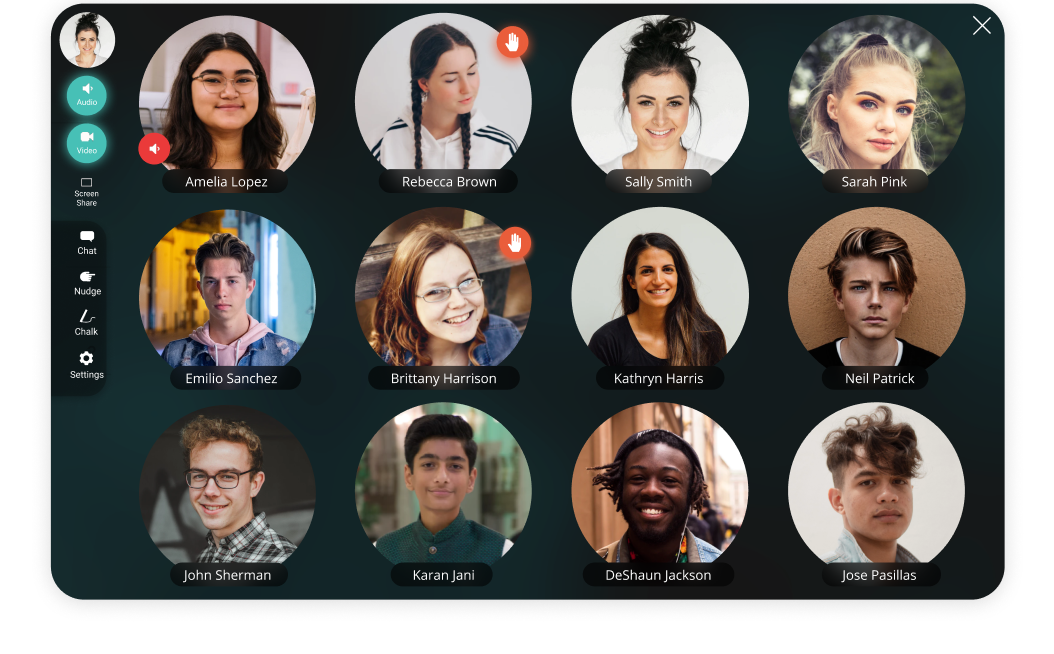 Audio
Video
Screen
Share
Chat
Nudge
Chalk
Settings
Amelia Lopez
Rebecca Brown
Sally Smith
Sarah Pink
Emilio Sanchez
Brittany Harrison
Kathryn Harris
Neil Patrick
John Sherman
Karan Jani
DeShaun Jackson
Jose Pasillas